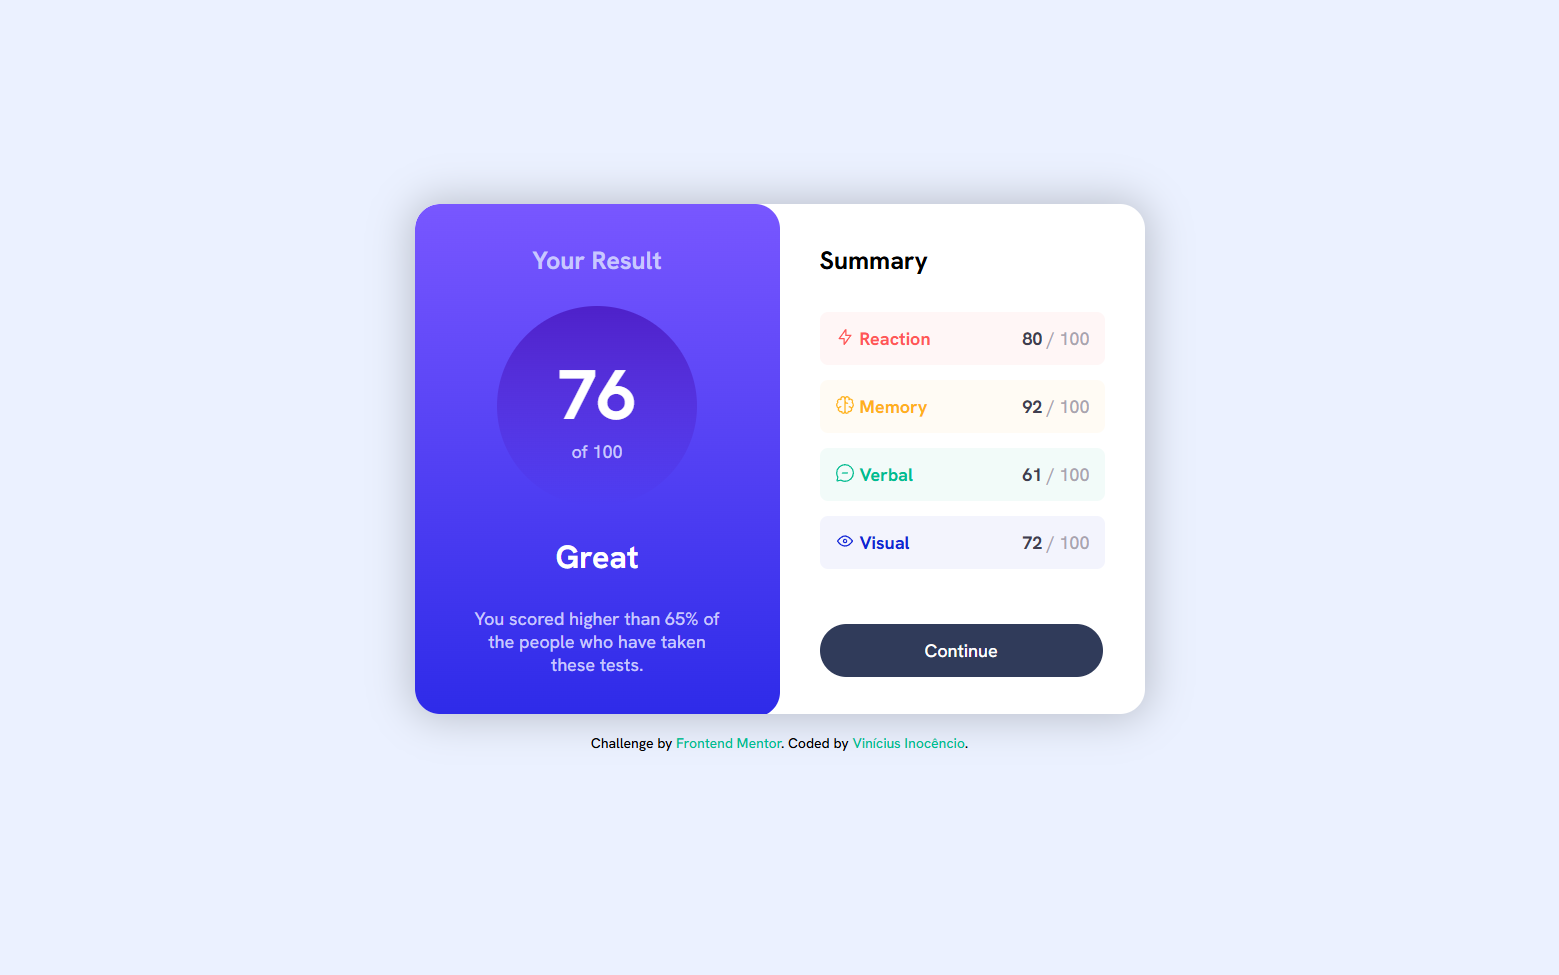 Your Result
76
of 100
Great
You scored higher than 65% of
the people who have taken
these tests.
Summary
Reaction 80 / 100
Memory 92 / 100
Verbal 61 / 100
Visual 72 / 100
Continue
Challenge by Frontend Mentor. Coded by Vinícius Inocêncio.